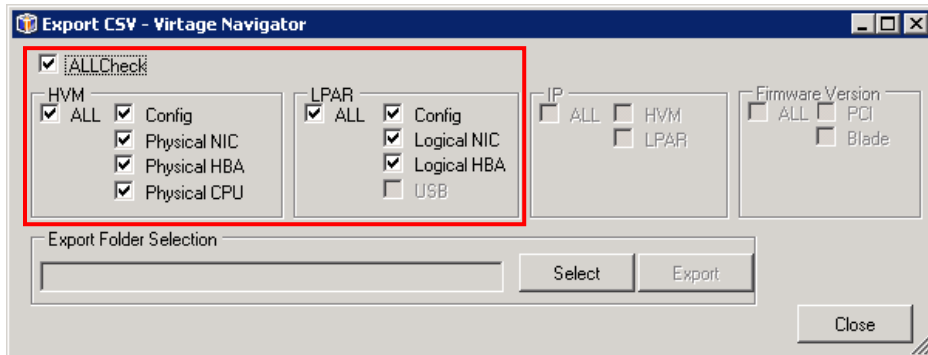 Export CSV - Virtage Navigator
ALLCheck
HVM
ALL
Config
Physical NIC
Physical HBA
Physical CPU
LPAR
ALL
Config
Logical NIC
Logical HBA
USB
IP
ALL
HVM
LPAR
Firmware Version
ALL
PCI
Blade
Export Folder Selection
Select
Export
Close